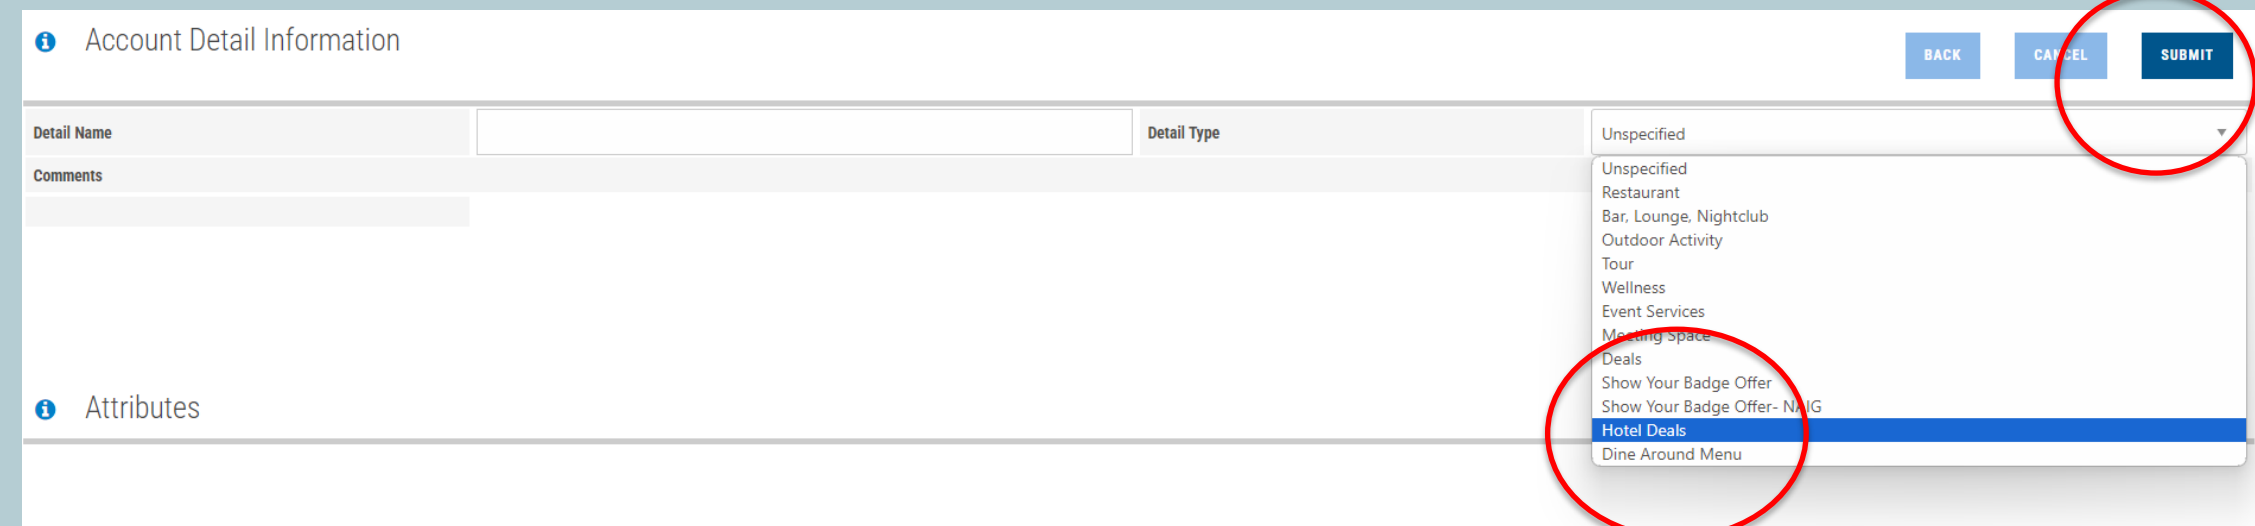 Account Detail Information
BACK
CANCEL
SUBMIT
Detail Name
Detail Type
Unspecified
Comments
Unspecified
Restaurant
Bar, Lounge, Nightclub
Outdoor Activity
Tour
Wellness
Event Services
Meeting Space
Deals
Show Your Badge Offer
Show Your Badge Offer- NAIG
Hotel Deals
Dine Around Menu
Attributes